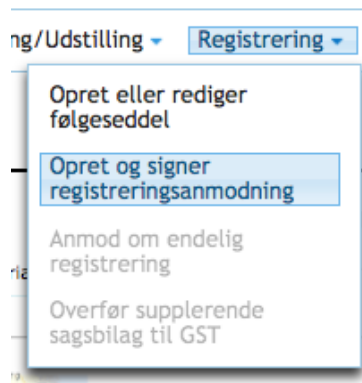 ng/Udstilling
Registrering
Opret eller rediger
følgeseddel
Opret og signer
registreringsanmodning
Anmod om endelig
registrering
Overfør supplerende
sagsbilag til GST
ria